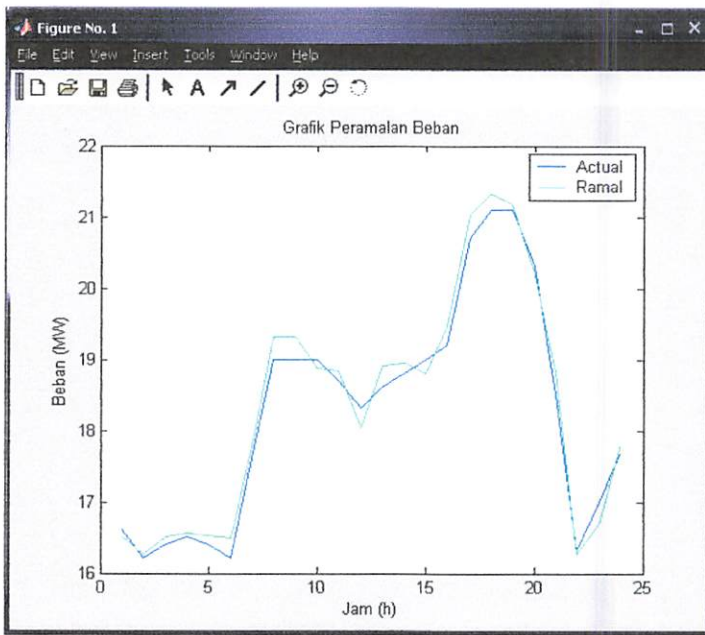 Figure No. 1
File Edit View Insert Tools Window Help
A
Grafik Peramalan Beban
Actual
Ramal
Beban (MW)
22
21
20
19
18
17
16
0 5 10 15 20 25
Jam (h)